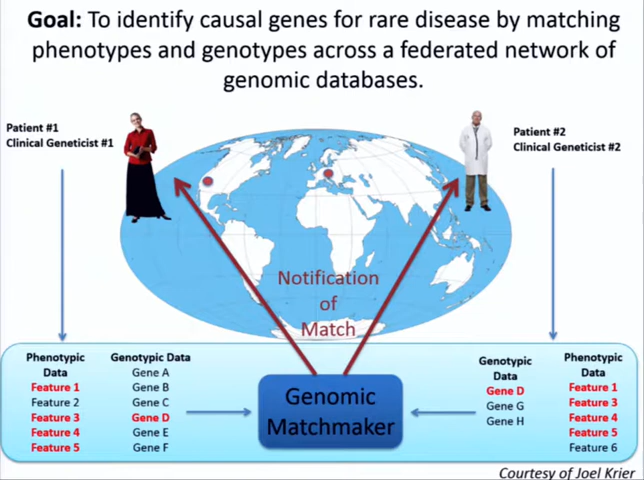 Goal: To identify causal genes for rare disease by matching
phenotypes and genotypes across a federated network of
genomic databases.
Patient #1
Clinical Geneticist #1
Patient #2
Clinical Geneticist #2
Notification
of
Match
Phenotypic
Data
Feature 1
Feature 2
Feature 3
Feature 4
Feature 5
Genotypic Data
Gene A
Gene B
Gene C
Gene D
Gene E
Gene F
Genomic
Matchmaker
Genotypic
Data
Gene D
Gene G
Gene H
Phenotypic
Data
Feature 1
Feature 3
Feature 4
Feature 5
Feature 6
Courtesy of Joel Krier